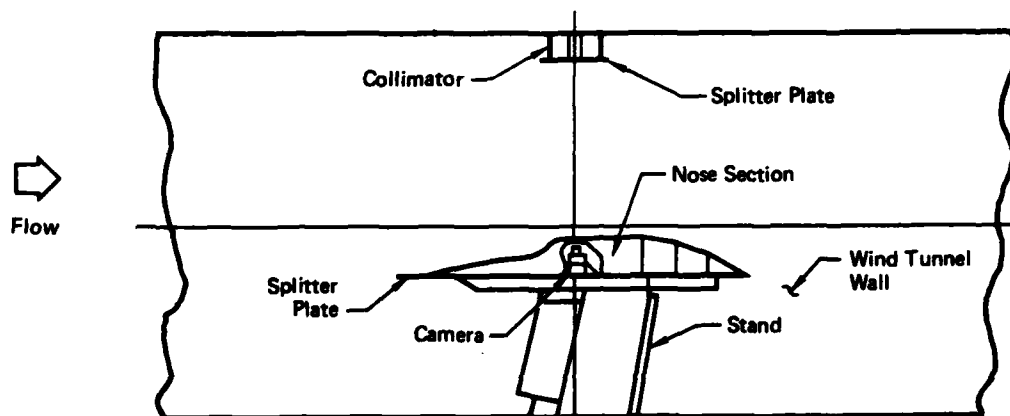 Collimator
Splitter Plate
Nose Section
Flow
Wind Tunnel
Wall
Splitter
Plate
Camera
Stand